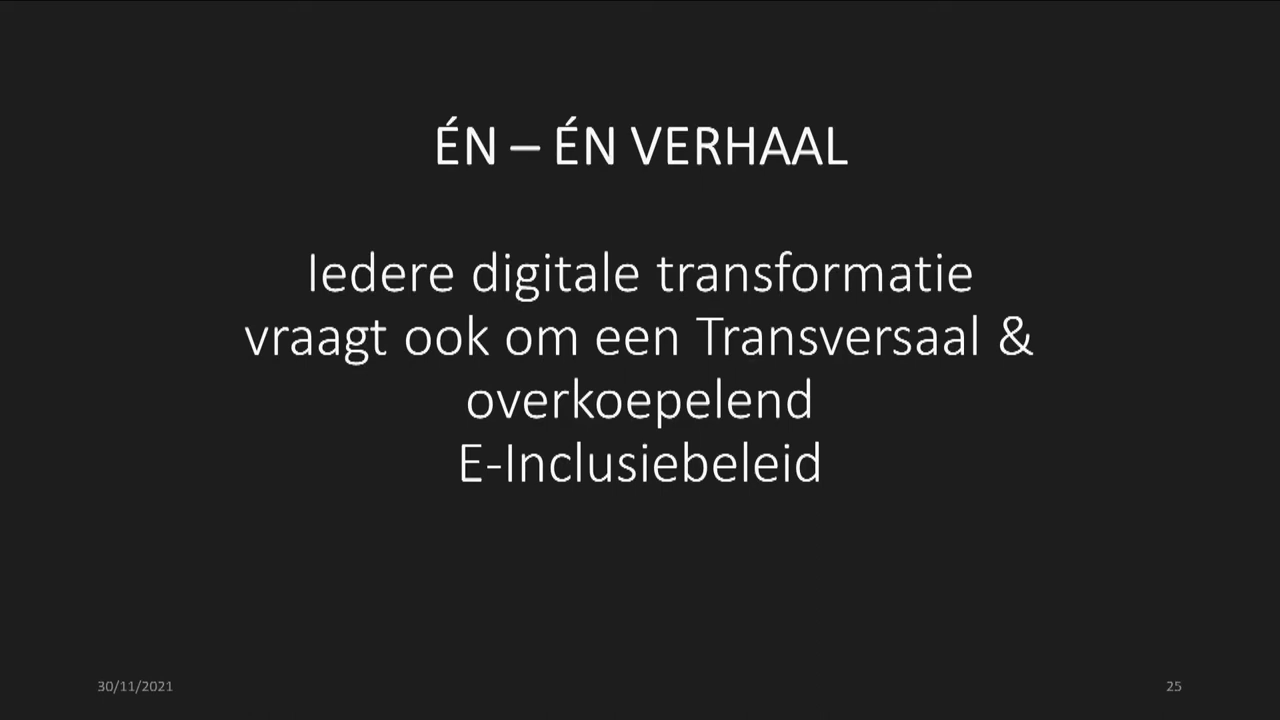 ÉN – ÉN VERHAAL
Iedere digitale transformatie
vraagt ook om een Transversaal &
overkoepelend
E-Inclusiebeleid
30/11/2021
25